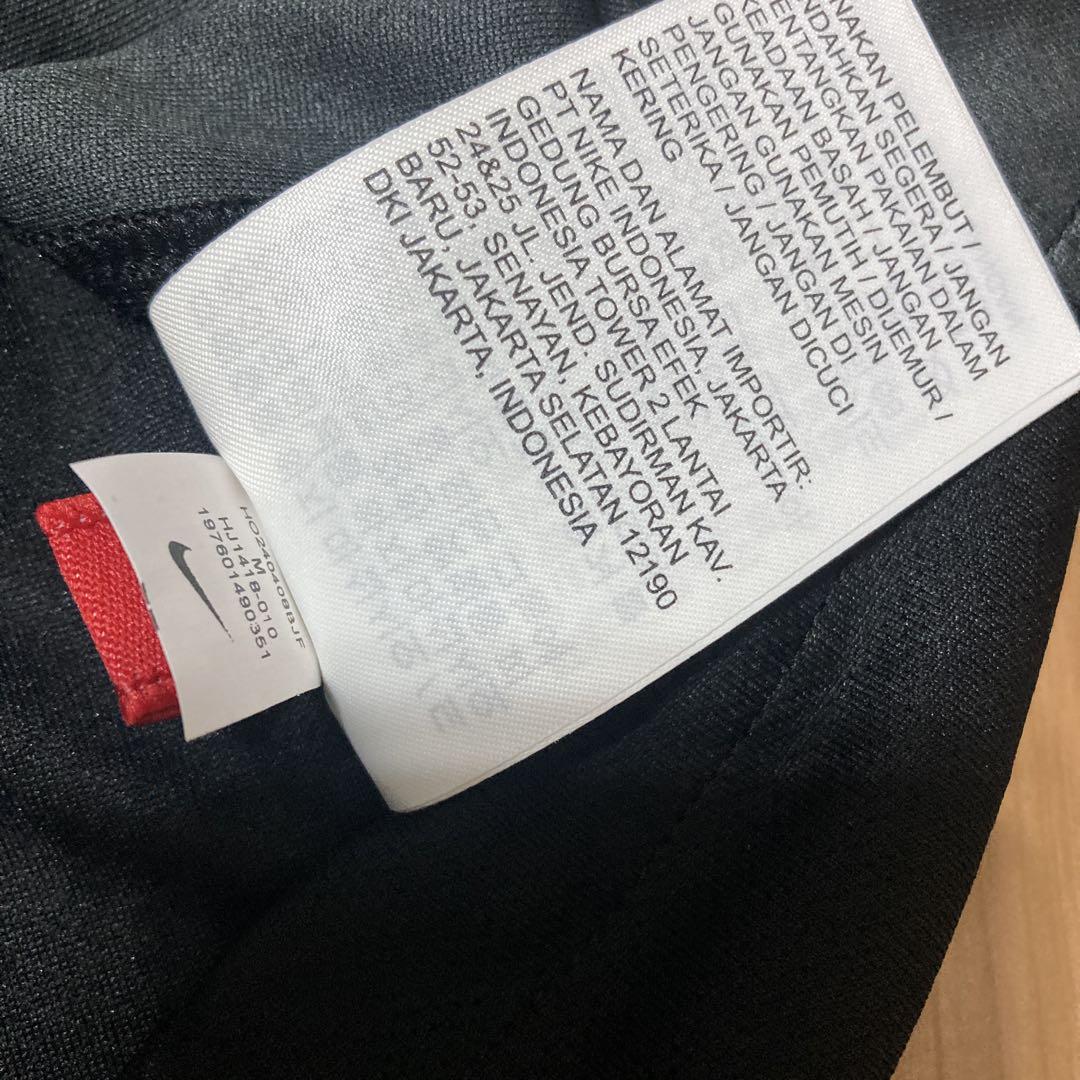 NAKAN PELEMBUT /
NDAHKAN SEGERA / JANGAN
ENTANGKAN PAKAIAN DALAM
KEADAAN BASAH / JANGAN
GUNAKAN PEMUTIH / DIJEMUR /
JANGAN GUNAKAN MESIN
PENGERING / JANGAN DI
SETERIKA / JANGAN DICUCI
KERING
NAMA DAN ALAMAT IMPORTIR:
PT NIKE INDONESIA, JAKARTA
GEDUNG BURSA EFEK
INDONESIA TOWER 2 LANTAI
24&25 JL. JEND. SUDIRMAN KAV.
52-53, SENAYAN, KEBAYORAN
BARU, JAKARTA SELATAN 12190
DKI JAKARTA, INDONESIA
HO240408BJF
M
HJ1418-010
197601490351